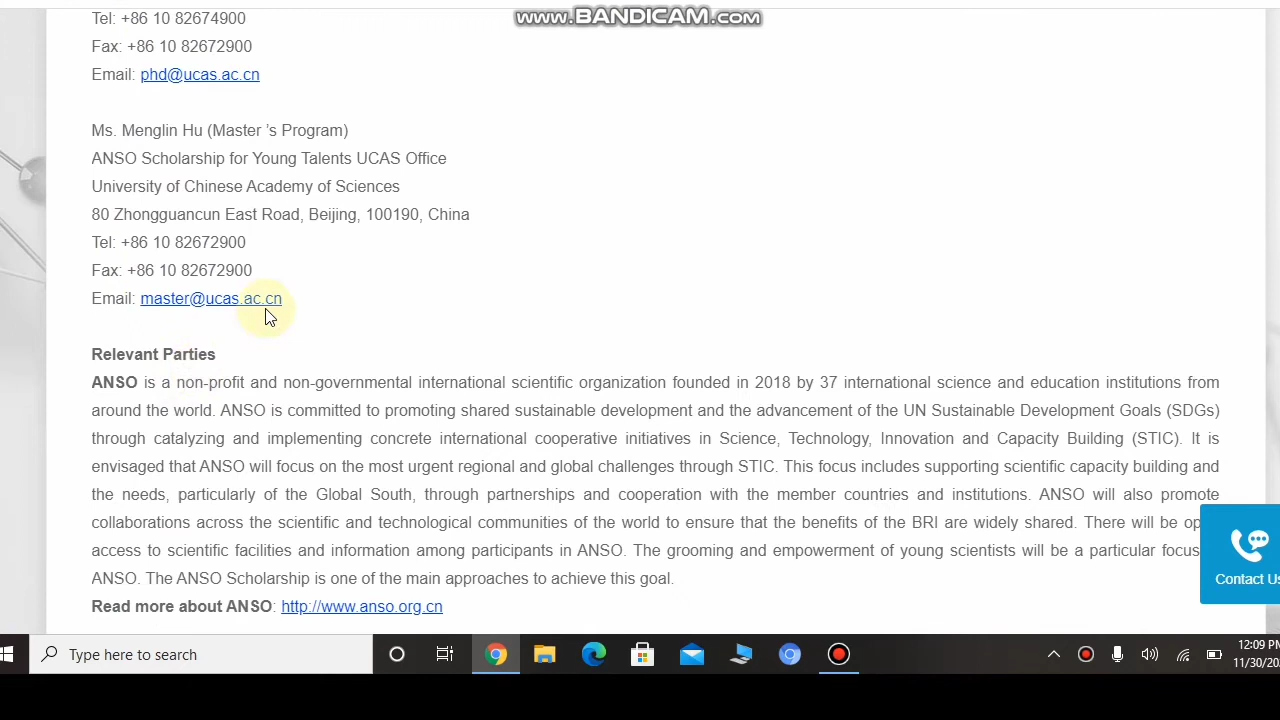 www.BANDICAM.com
Tel: +86 10 82674900
Fax: +86 10 82672900
Email: phd@ucas.ac.cn
Ms. Menglin Hu (Master 's Program)
ANSO Scholarship for Young Talents UCAS Office
University of Chinese Academy of Sciences
80 Zhongguancun East Road, Beijing, 100190, China
Tel: +86 10 82672900
Fax: +86 10 82672900
Email: master@ucas.ac.cn
Relevant Parties
ANSO is a non-profit and non-governmental international scientific organization founded in 2018 by 37 international science and education institutions from
around the world. ANSO is committed to promoting shared sustainable development and the advancement of the UN Sustainable Development Goals (SDGs)
through catalyzing and implementing concrete international cooperative initiatives in Science, Technology, Innovation and Capacity Building (STIC). It is
envisaged that ANSO will focus on the most urgent regional and global challenges through STIC. This focus includes supporting scientific capacity building and
the needs, particularly of the Global South, through partnerships and cooperation with the member countries and institutions. ANSO will also promote
collaborations across the scientific and technological communities of the world to ensure that the benefits of the BRI are widely shared. There will be op
access to scientific facilities and information among participants in ANSO. The grooming and empowerment of young scientists will be a particular focus
ANSO. The ANSO Scholarship is one of the main approaches to achieve this goal.
Read more about ANSO: http://www.anso.org.cn
Contact Us
Type here to search
12:09 P
11/30/20